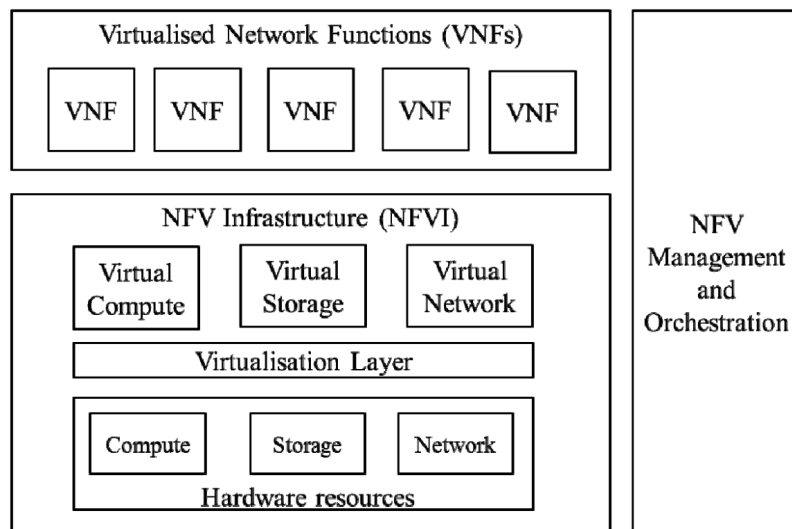 Virtualised Network Functions (VNFs)
VNF VNF VNF VNF VNF
NFV Infrastructure (NFVI)
Virtual
Compute
Virtual
Storage
Virtual
Network
Virtualisation Layer
Compute Storage Network
Hardware resources
NFV
Management
and
Orchestration